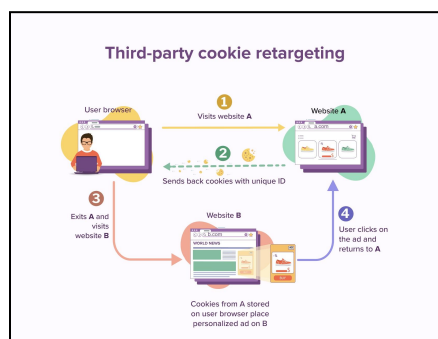 Third-party cookie retargeting
User browser
1
Website A
Visits website A
2
Sends back cookies with unique ID
3
Exits A and
visits
website B
Website B
b.com
WORLD NEWS
4
User clicks on
the ad and
returns to A
Cookies from A stored
on user browser place
personalized ad on B